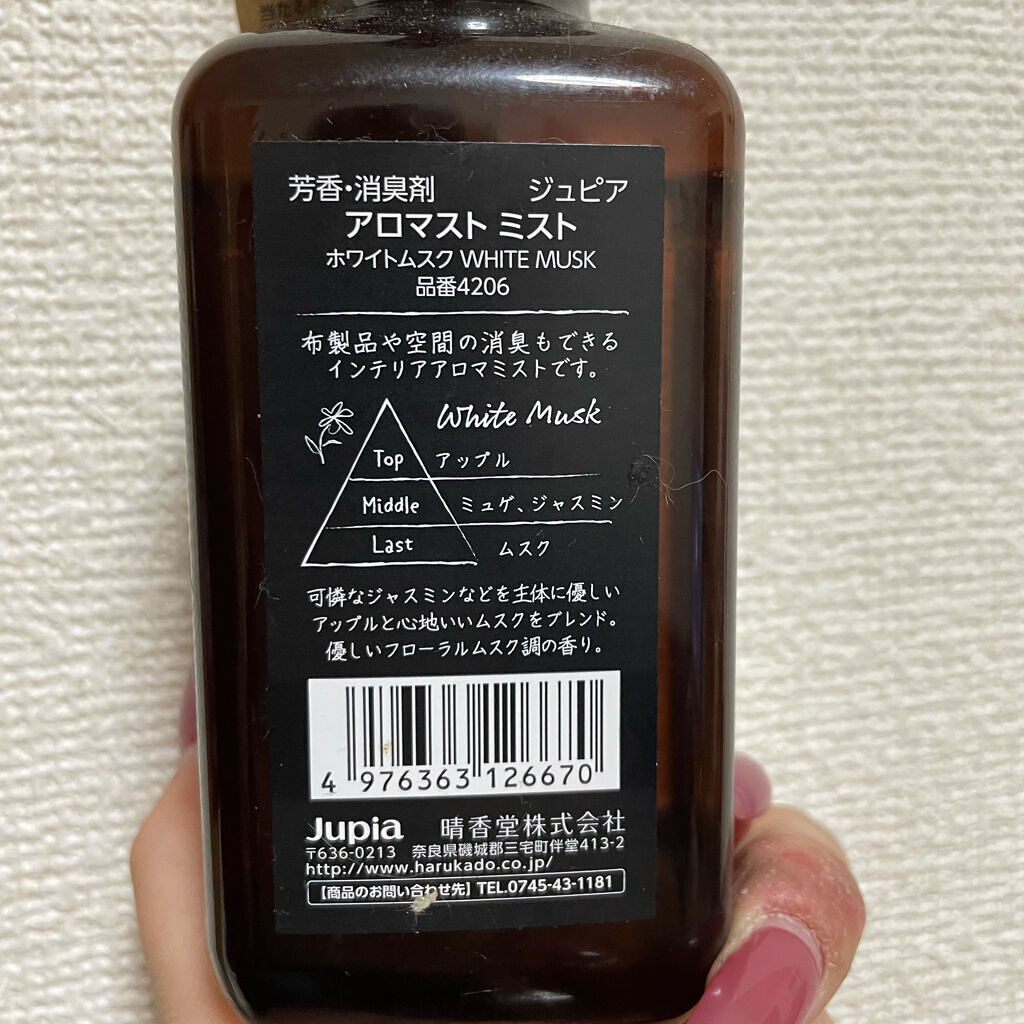 芳香・消臭剤 ジュピア
アロマスト ミスト
ホワイトムスク WHITE MUSK
品番4206
布製品や空間の消臭もできる
インテリアアロマミストです。
White Musk
Top アップル
Middle ミュゲ、ジャスミン
Last ムスク
可憐なジャスミンなどを主体に優しい
アップルと心地いいムスクをブレンド。
優しいフローラルムスク調の香り。
4 976363 126670
Jupia 晴香堂株式会社
〒636-0213 奈良県磯城郡三宅町伴堂413-2
http://www.harukado.co.jp/
【商品のお問い合わせ先】TEL.0745-43-1181